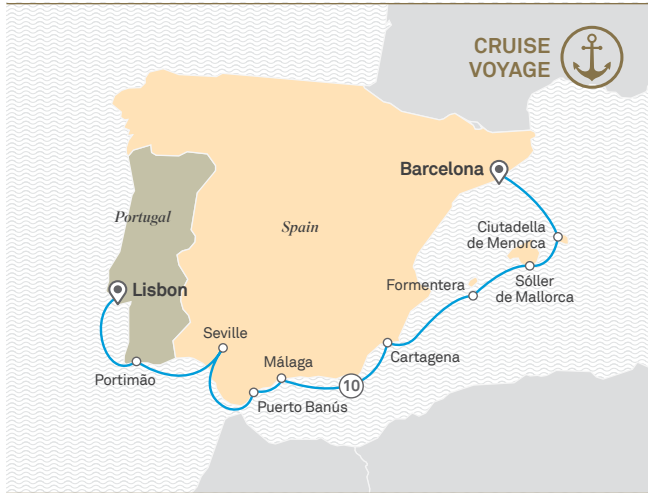 CRUISE
VOYAGE
Barcelona
Portugal
Spain
Ciutadella
de Menorca
Lisbon
Formentera
Sóller
de Mallorca
Seville
Málaga
Cartagena
Portimão
10
Puerto Banús